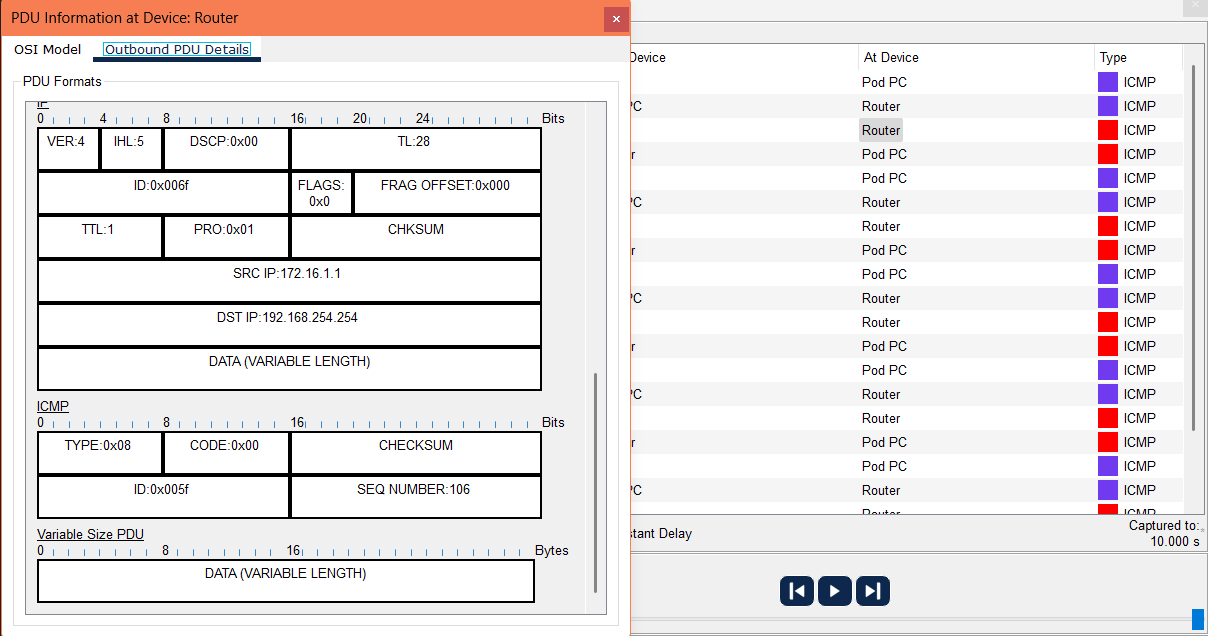 PDU Information at Device: Router
OSI Model Outbound PDU Details
PDU Formats
IP
0 4 8 16 20 24 Bits
VER:4 IHL:5 DSCP:0x00 TL:28
ID:0x006f FLAGS: 0x0 FRAG OFFSET:0x000
TTL:1 PRO:0x01 CHKSUM
SRC IP:172.16.1.1
DST IP:192.168.254.254
DATA (VARIABLE LENGTH)
ICMP
0 8 16 Bits
TYPE:0x08 CODE:0x00 CHECKSUM
ID:0x005f SEQ NUMBER:106
Variable Size PDU
0 8 16 Bytes
DATA (VARIABLE LENGTH)
Device At Device Type
Pod PC ICMP
PC Router ICMP
Router ICMP
r Pod PC ICMP
Pod PC ICMP
PC Router ICMP
Router ICMP
r Pod PC ICMP
Pod PC ICMP
PC Router ICMP
Router ICMP
r Pod PC ICMP
Pod PC ICMP
PC Router ICMP
Router ICMP
r Pod PC ICMP
Pod PC ICMP
PC Router ICMP
Router ICMP
stant Delay
Captured to:
10.000 s